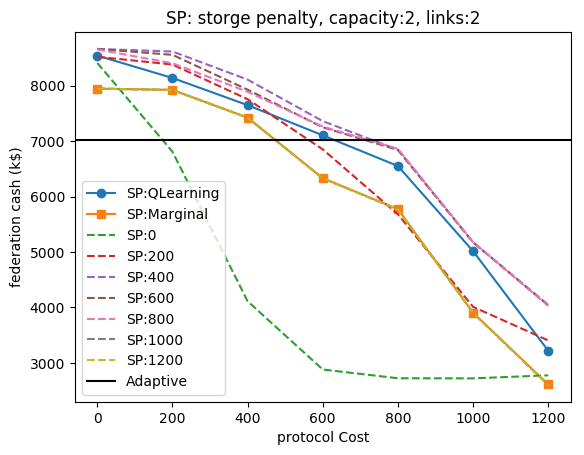 SP: storge penalty, capacity:2, links:2
federation cash (k$)
8000
7000
6000
5000
4000
3000
SP:QLearning
SP:Marginal
SP:0
SP:200
SP:400
SP:600
SP:800
SP:1000
SP:1200
Adaptive
0 200 400 600 800 1000 1200
protocol Cost